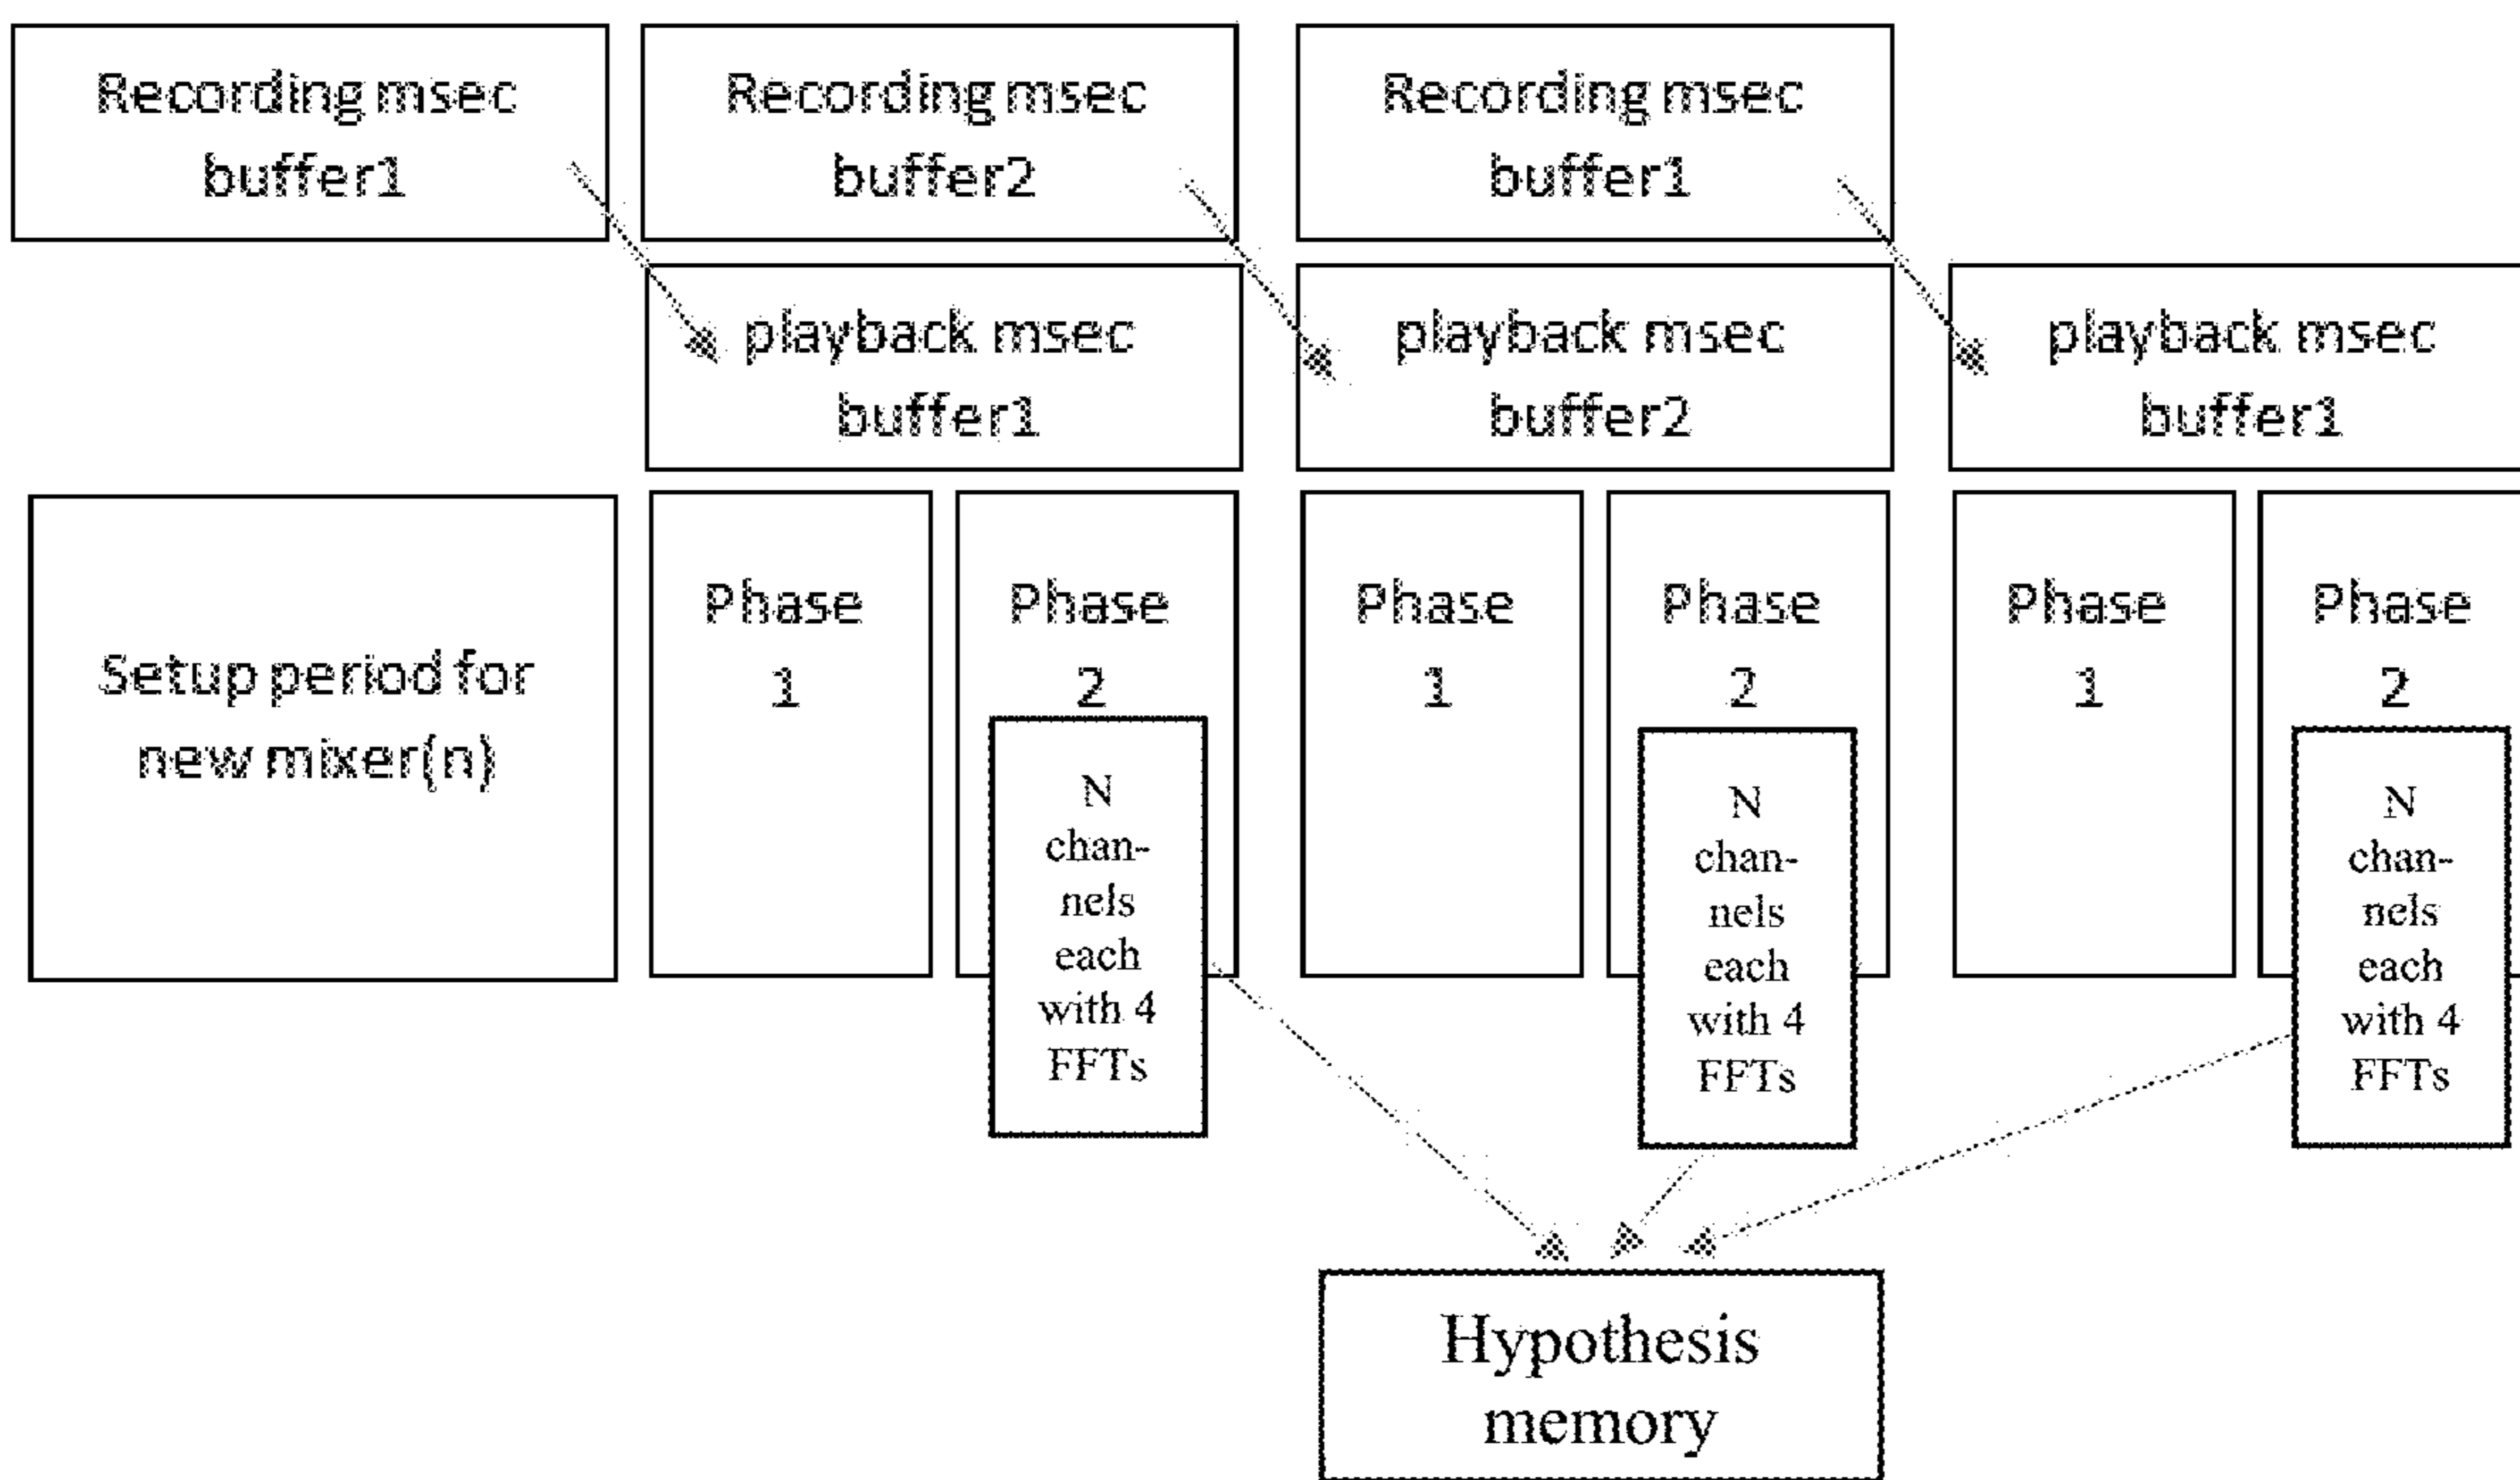 Recording msec
buffer1
Recording msec
buffer2
Recording msec
buffer1
playback msec
buffer1
playback msec
buffer2
playback msec
buffer1
Setup period for
new mixer(n)
Phase
1
Phase
2
N
chan-
nels
each
with 4
FFTs
Phase
1
Phase
2
N
chan-
nels
each
with 4
FFTs
Phase
1
Phase
2
N
chan-
nels
each
with 4
FFTs
Hypothesis
memory